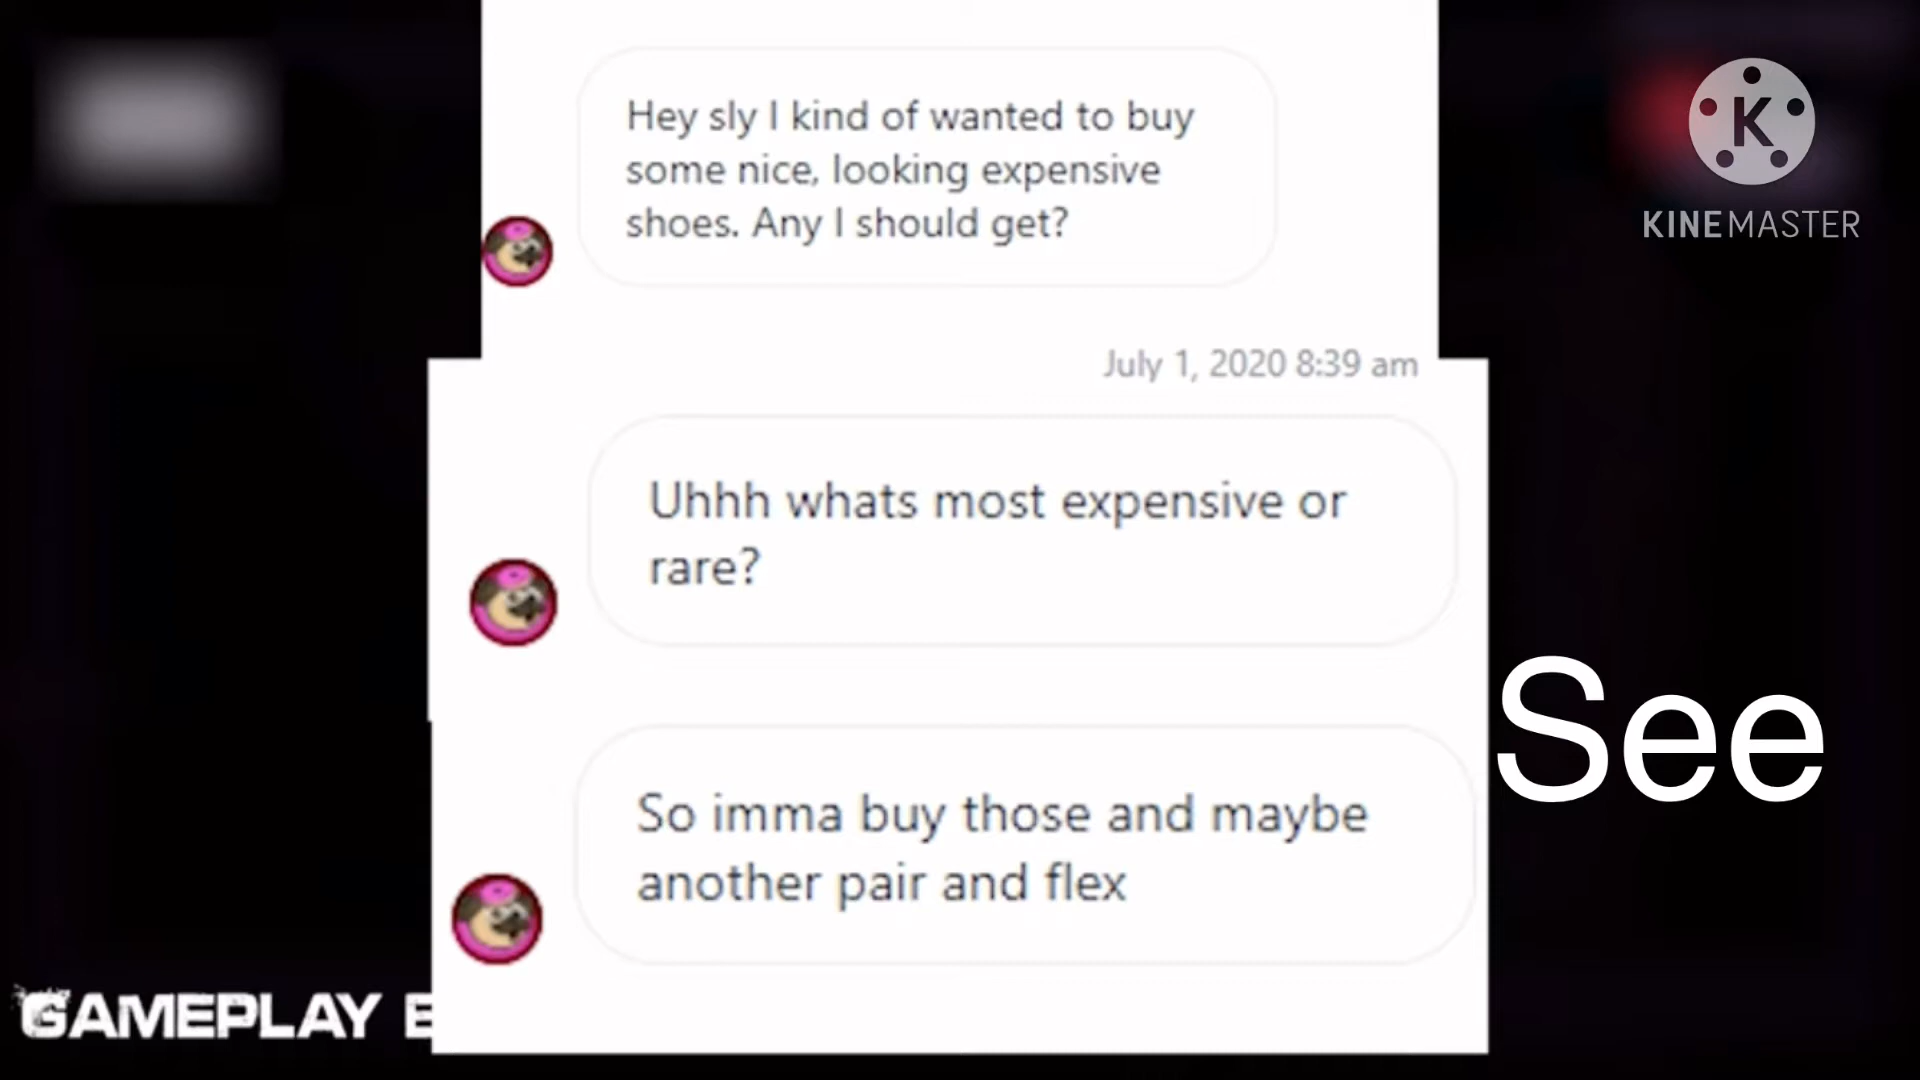 Hey sly I kind of wanted to buy
some nice, looking expensive
shoes. Any I should get?
K
KINEMASTER
July 1, 2020 8:39 am
Uhhh whats most expensive or
rare?
See
So imma buy those and maybe
another pair and flex
GAMEPLAY E